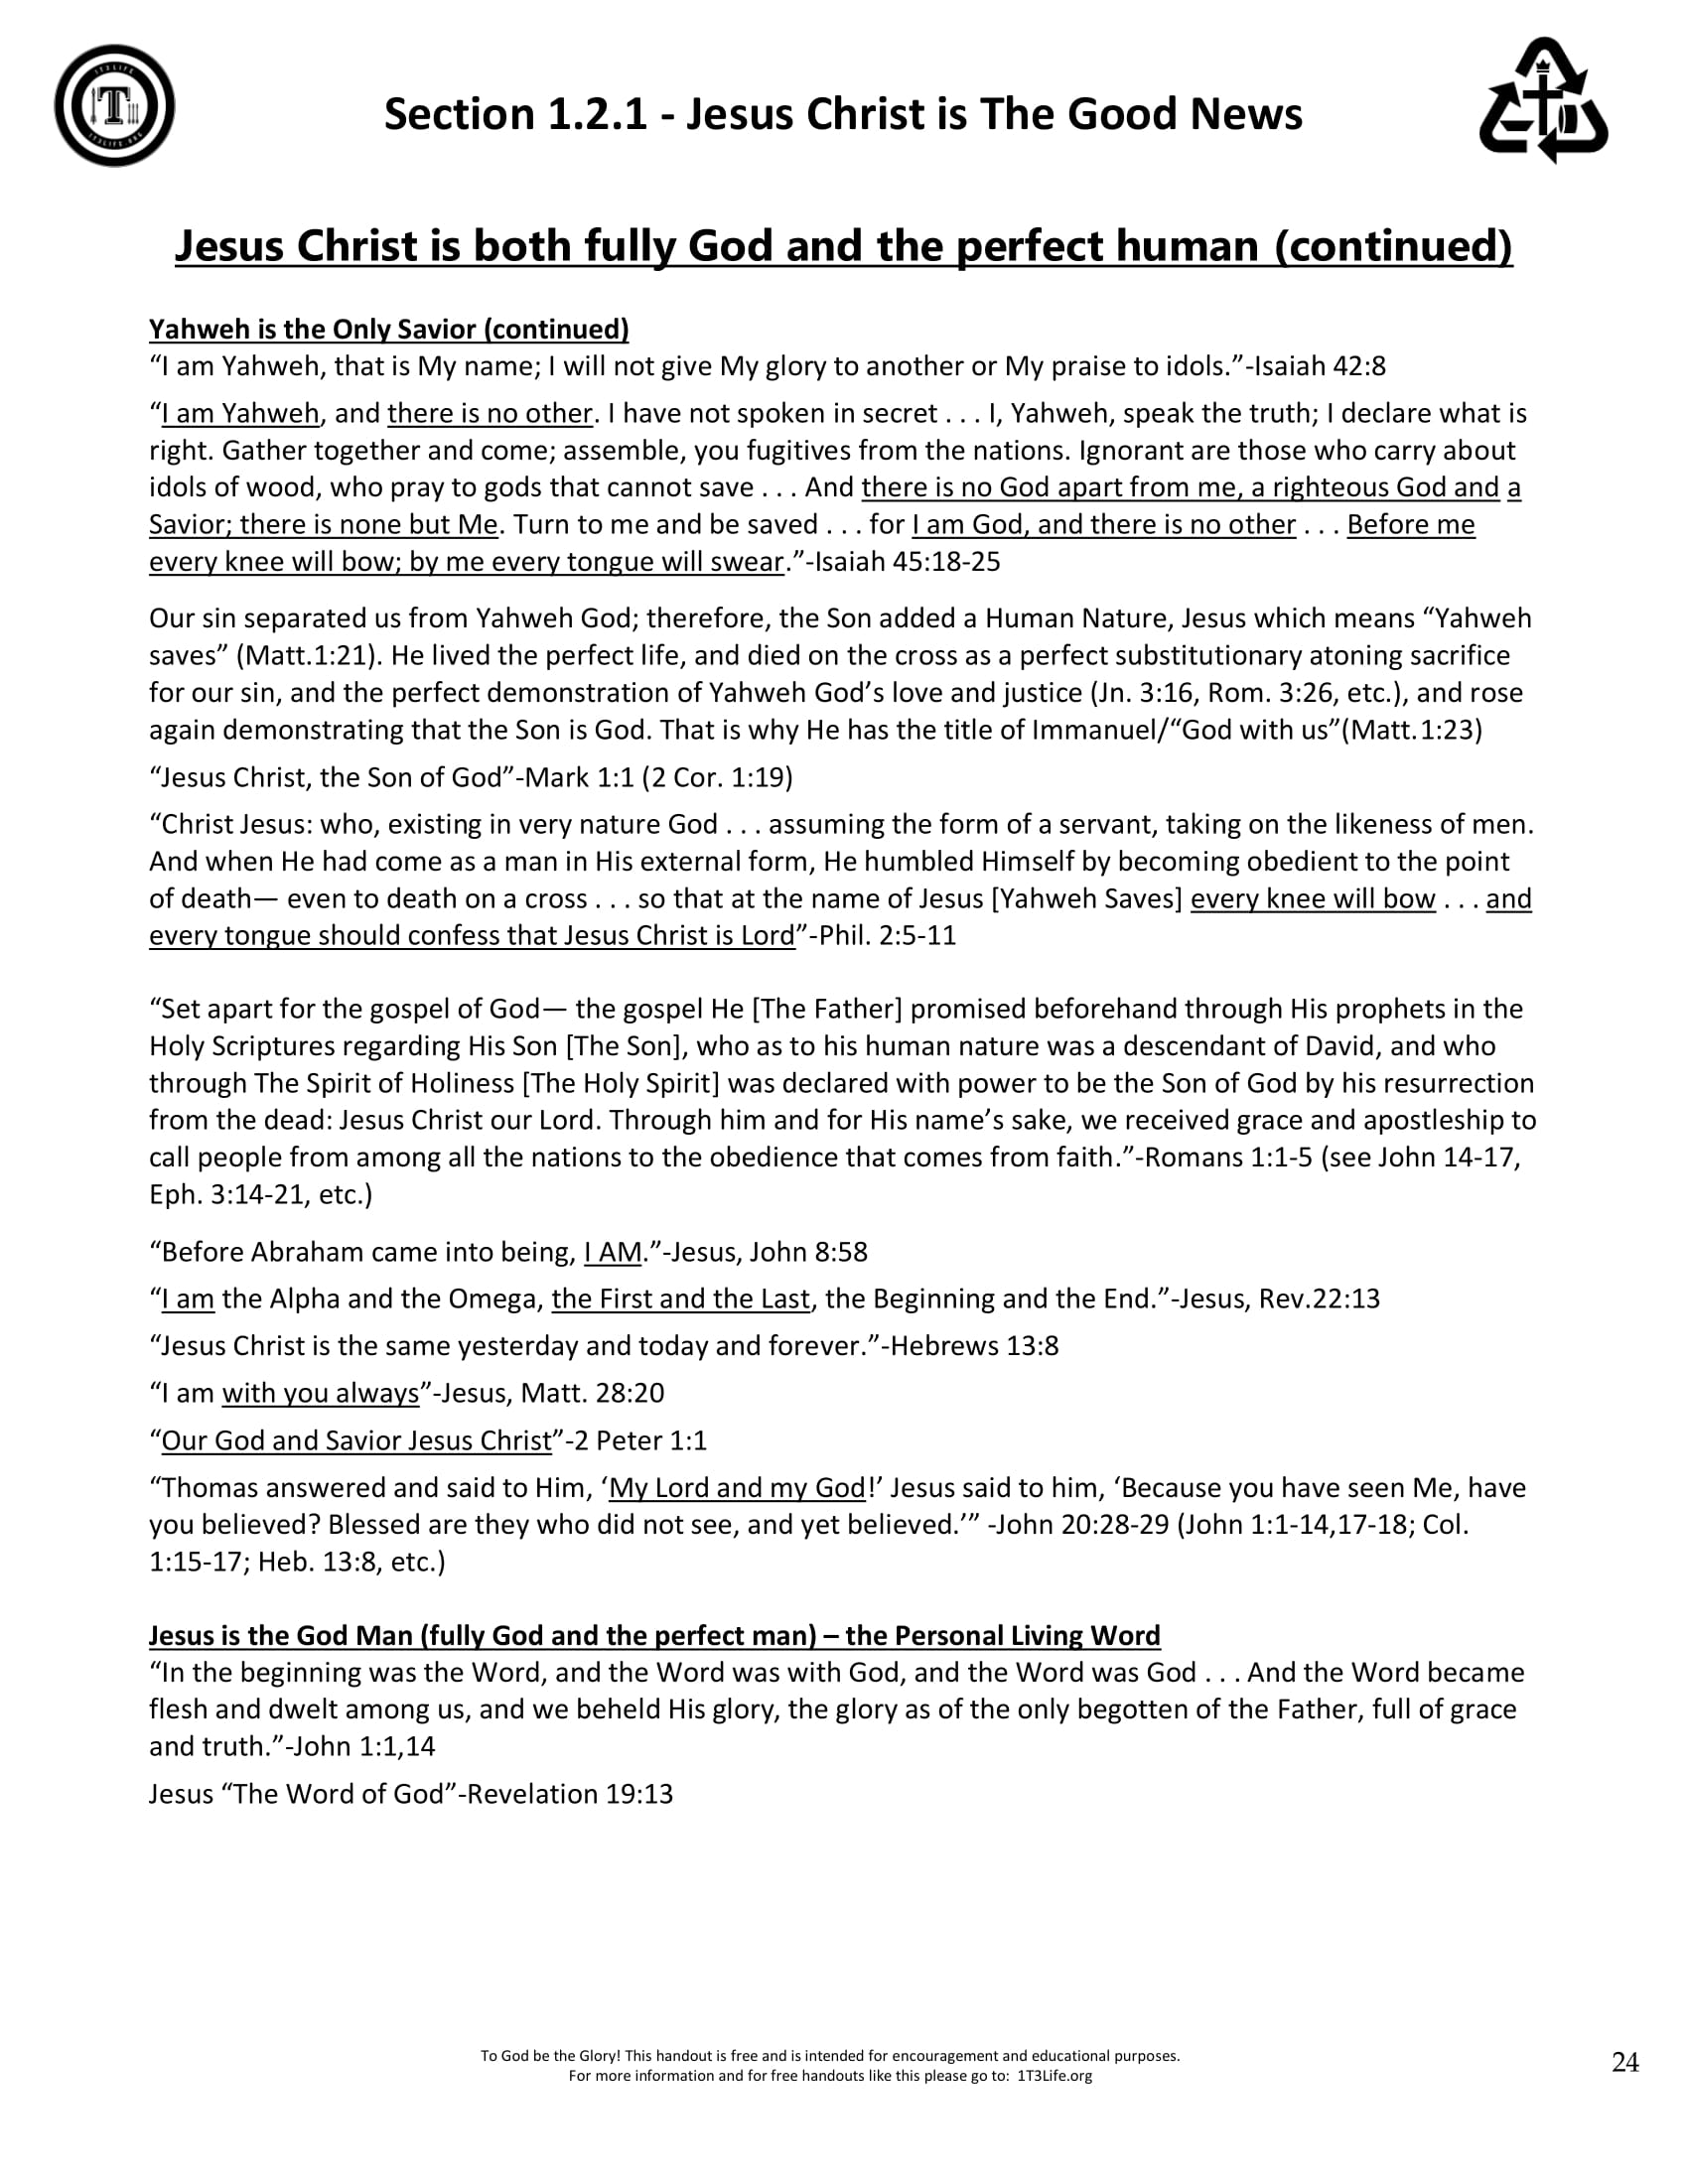 1T3LIFE
T
1T3LIFE.ORG
Section 1.2.1 - Jesus Christ is The Good News
Jesus Christ is both fully God and the perfect human (continued)
Yahweh is the Only Savior (continued)
“I am Yahweh, that is My name; I will not give My glory to another or My praise to idols.”-Isaiah 42:8
“I am Yahweh, and there is no other. I have not spoken in secret . . . I, Yahweh, speak the truth; I declare what is
right. Gather together and come; assemble, you fugitives from the nations. Ignorant are those who carry about
idols of wood, who pray to gods that cannot save . . . And there is no God apart from me, a righteous God and a
Savior; there is none but Me. Turn to me and be saved . . . for I am God, and there is no other . . . Before me
every knee will bow; by me every tongue will swear.”-Isaiah 45:18-25
Our sin separated us from Yahweh God; therefore, the Son added a Human Nature, Jesus which means “Yahweh
saves” (Matt.1:21). He lived the perfect life, and died on the cross as a perfect substitutionary atoning sacrifice
for our sin, and the perfect demonstration of Yahweh God’s love and justice (Jn. 3:16, Rom. 3:26, etc.), and rose
again demonstrating that the Son is God. That is why He has the title of Immanuel/“God with us”(Matt.1:23)
“Jesus Christ, the Son of God”-Mark 1:1 (2 Cor. 1:19)
“Christ Jesus: who, existing in very nature God . . . assuming the form of a servant, taking on the likeness of men.
And when He had come as a man in His external form, He humbled Himself by becoming obedient to the point
of death— even to death on a cross . . . so that at the name of Jesus [Yahweh Saves] every knee will bow . . . and
every tongue should confess that Jesus Christ is Lord”-Phil. 2:5-11
“Set apart for the gospel of God— the gospel He [The Father] promised beforehand through His prophets in the
Holy Scriptures regarding His Son [The Son], who as to his human nature was a descendant of David, and who
through The Spirit of Holiness [The Holy Spirit] was declared with power to be the Son of God by his resurrection
from the dead: Jesus Christ our Lord. Through him and for His name’s sake, we received grace and apostleship to
call people from among all the nations to the obedience that comes from faith.”-Romans 1:1-5 (see John 14-17,
Eph. 3:14-21, etc.)
“Before Abraham came into being, I AM.”-Jesus, John 8:58
“I am the Alpha and the Omega, the First and the Last, the Beginning and the End.”-Jesus, Rev.22:13
“Jesus Christ is the same yesterday and today and forever.”-Hebrews 13:8
“I am with you always”-Jesus, Matt. 28:20
“Our God and Savior Jesus Christ”-2 Peter 1:1
“Thomas answered and said to Him, ‘My Lord and my God!’ Jesus said to him, ‘Because you have seen Me, have
you believed? Blessed are they who did not see, and yet believed.’” -John 20:28-29 (John 1:1-14,17-18; Col.
1:15-17; Heb. 13:8, etc.)
Jesus is the God Man (fully God and the perfect man) – the Personal Living Word
“In the beginning was the Word, and the Word was with God, and the Word was God . . . And the Word became
flesh and dwelt among us, and we beheld His glory, the glory as of the only begotten of the Father, full of grace
and truth.”-John 1:1,14
Jesus “The Word of God”-Revelation 19:13
To God be the Glory! This handout is free and is intended for encouragement and educational purposes.
For more information and for free handouts like this please go to: 1T3Life.org
24